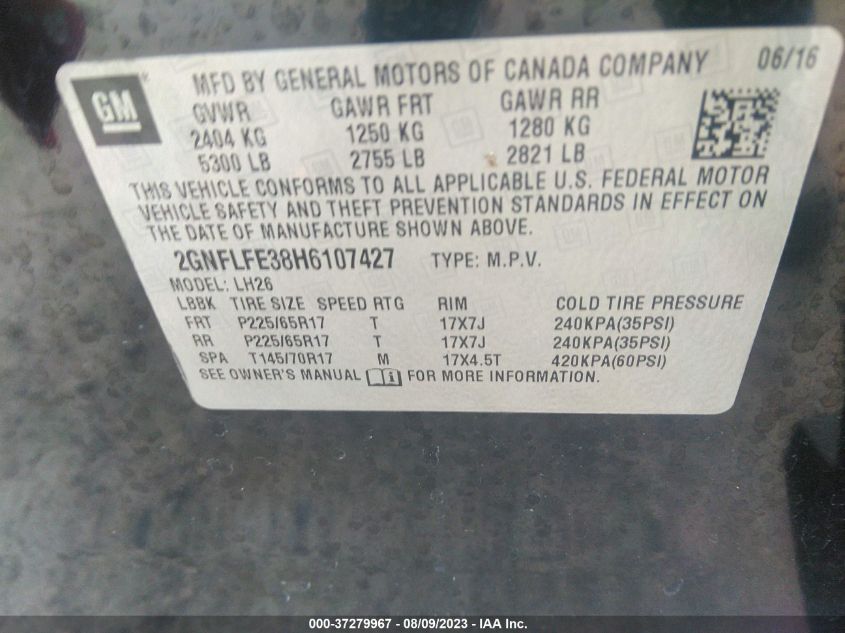 GM
MFD BY GENERAL MOTORS OF CANADA COMPANY 06/16
GVWR GAWR FRT GAWR RR
2404 KG 1250 KG 1280 KG
5300 LB 2755 LB 2821 LB
THIS VEHICLE CONFORMS TO ALL APPLICABLE U.S. FEDERAL MOTOR
VEHICLE SAFETY AND THEFT PREVENTION STANDARDS IN EFFECT ON
THE DATE OF MANUFACTURE SHOWN ABOVE.
2GNFLFE38H6107427 TYPE: M.P.V.
MODEL: LH26
LBBK TIRE SIZE SPEED RTG RIM COLD TIRE PRESSURE
FRT P225/65R17 T 17X7J 240KPA(35PSI)
RR P225/65R17 T 17X7J 240KPA(35PSI)
SPA T145/70R17 M 17X4.5T 420KPA(60PSI)
SEE OWNER'S MANUAL FOR MORE INFORMATION.
000-37279967 - 08/09/2023 - IAA Inc.